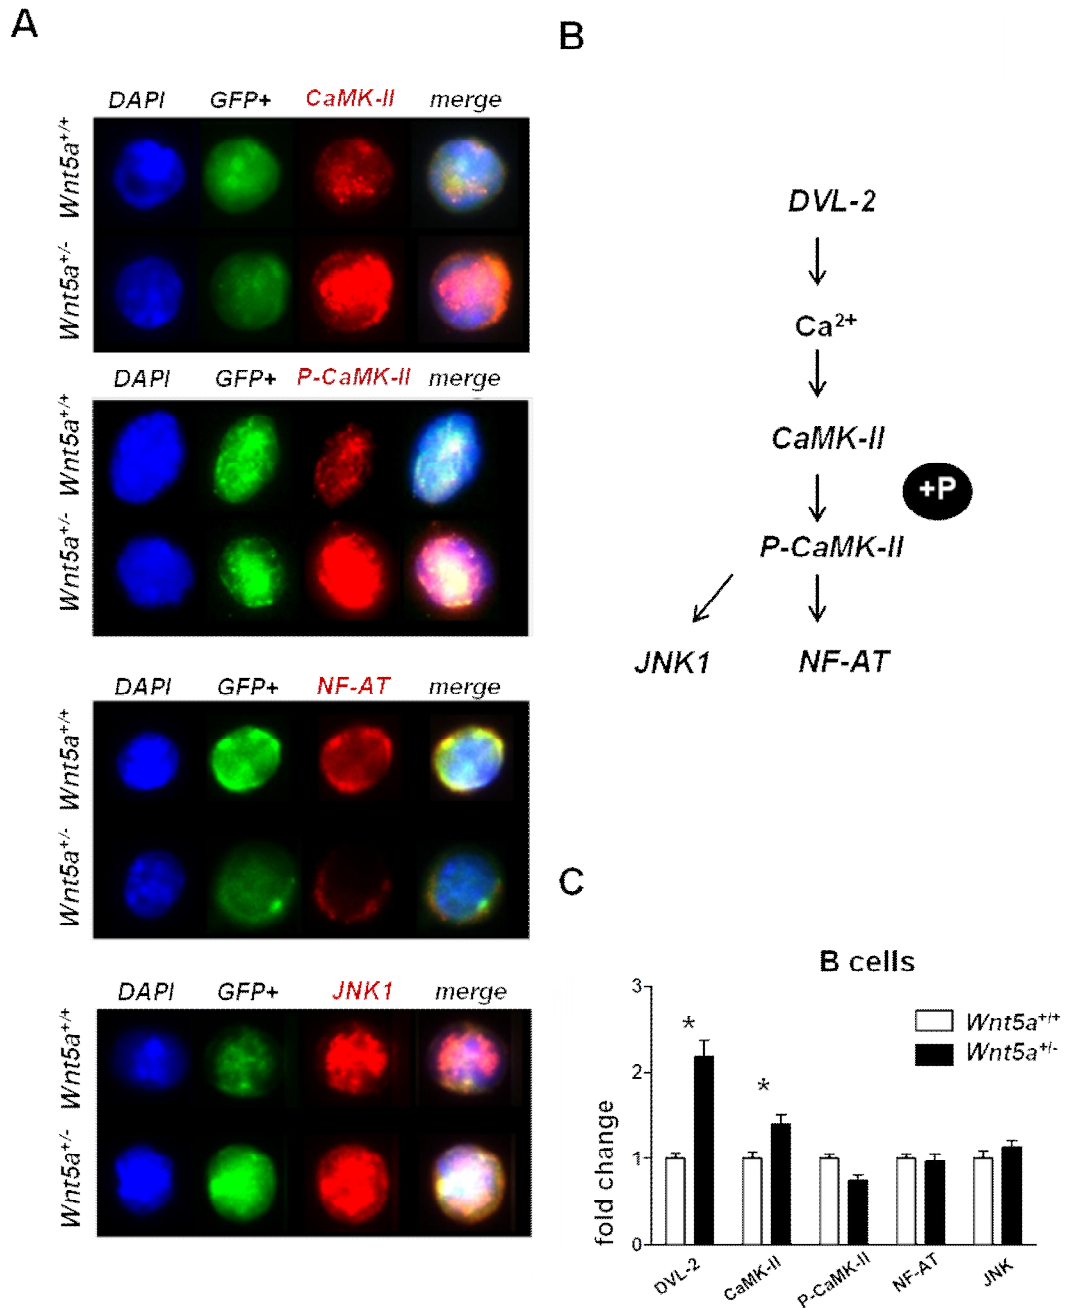 A
DAPI GFP+ CaMK-II merge
Wnt5a+/+
Wnt5a+/-
DAPI GFP+ P-CaMK-II merge
Wnt5a+/+
Wnt5a+/-
DAPI GFP+ NF-AT merge
Wnt5a+/+
Wnt5a+/-
DAPI GFP+ JNK1 merge
Wnt5a+/+
Wnt5a+/-
B
DVL-2
Ca2+
CaMK-II
+P
P-CaMK-II
JNK1 NF-AT
C
B cells
fold change
3
2
1
0
* *
Wnt5a+/+
Wnt5a+/-
DVL-2 CaMK-II P-CaMK-II NF-AT JNK